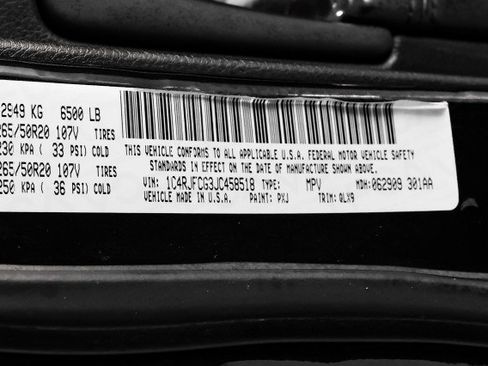 2949 KG 6500 LB
265/50R20 107V TIRES
230 KPA ( 33 PSI) COLD
265/50R20 107V TIRES
250 KPA ( 36 PSI) COLD
THIS VEHICLE CONFORMS TO ALL APPLICABLE U.S.A. FEDERAL MOTOR VEHICLE SAFETY
STANDARDS IN EFFECT ON THE DATE OF MANUFACTURE SHOWN ABOVE.
VIN: 1C4RJFCG3JC458518 TYPE: MPV MDH: 062909 301AA
VEHICLE MADE IN U.S.A. PAINT: PXJ TRIM: QLX9